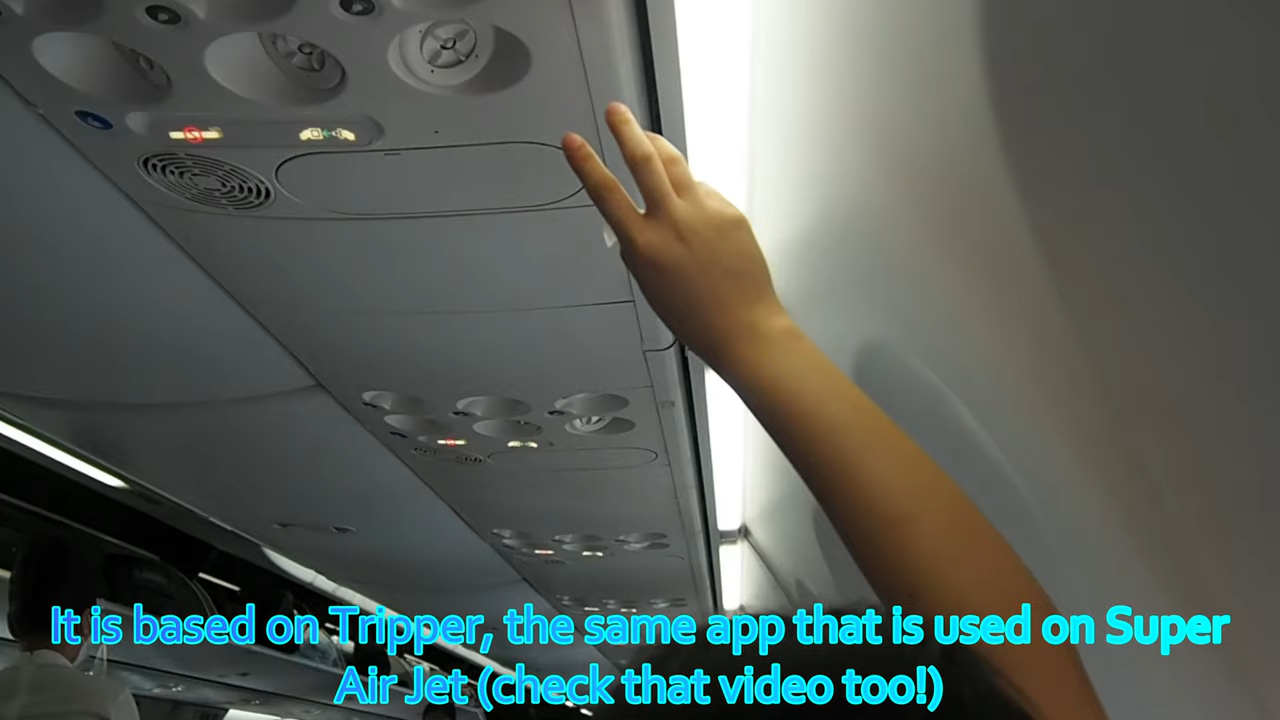 It is based on Tripper, the same app that is used on Super
Air Jet (check that video too!)